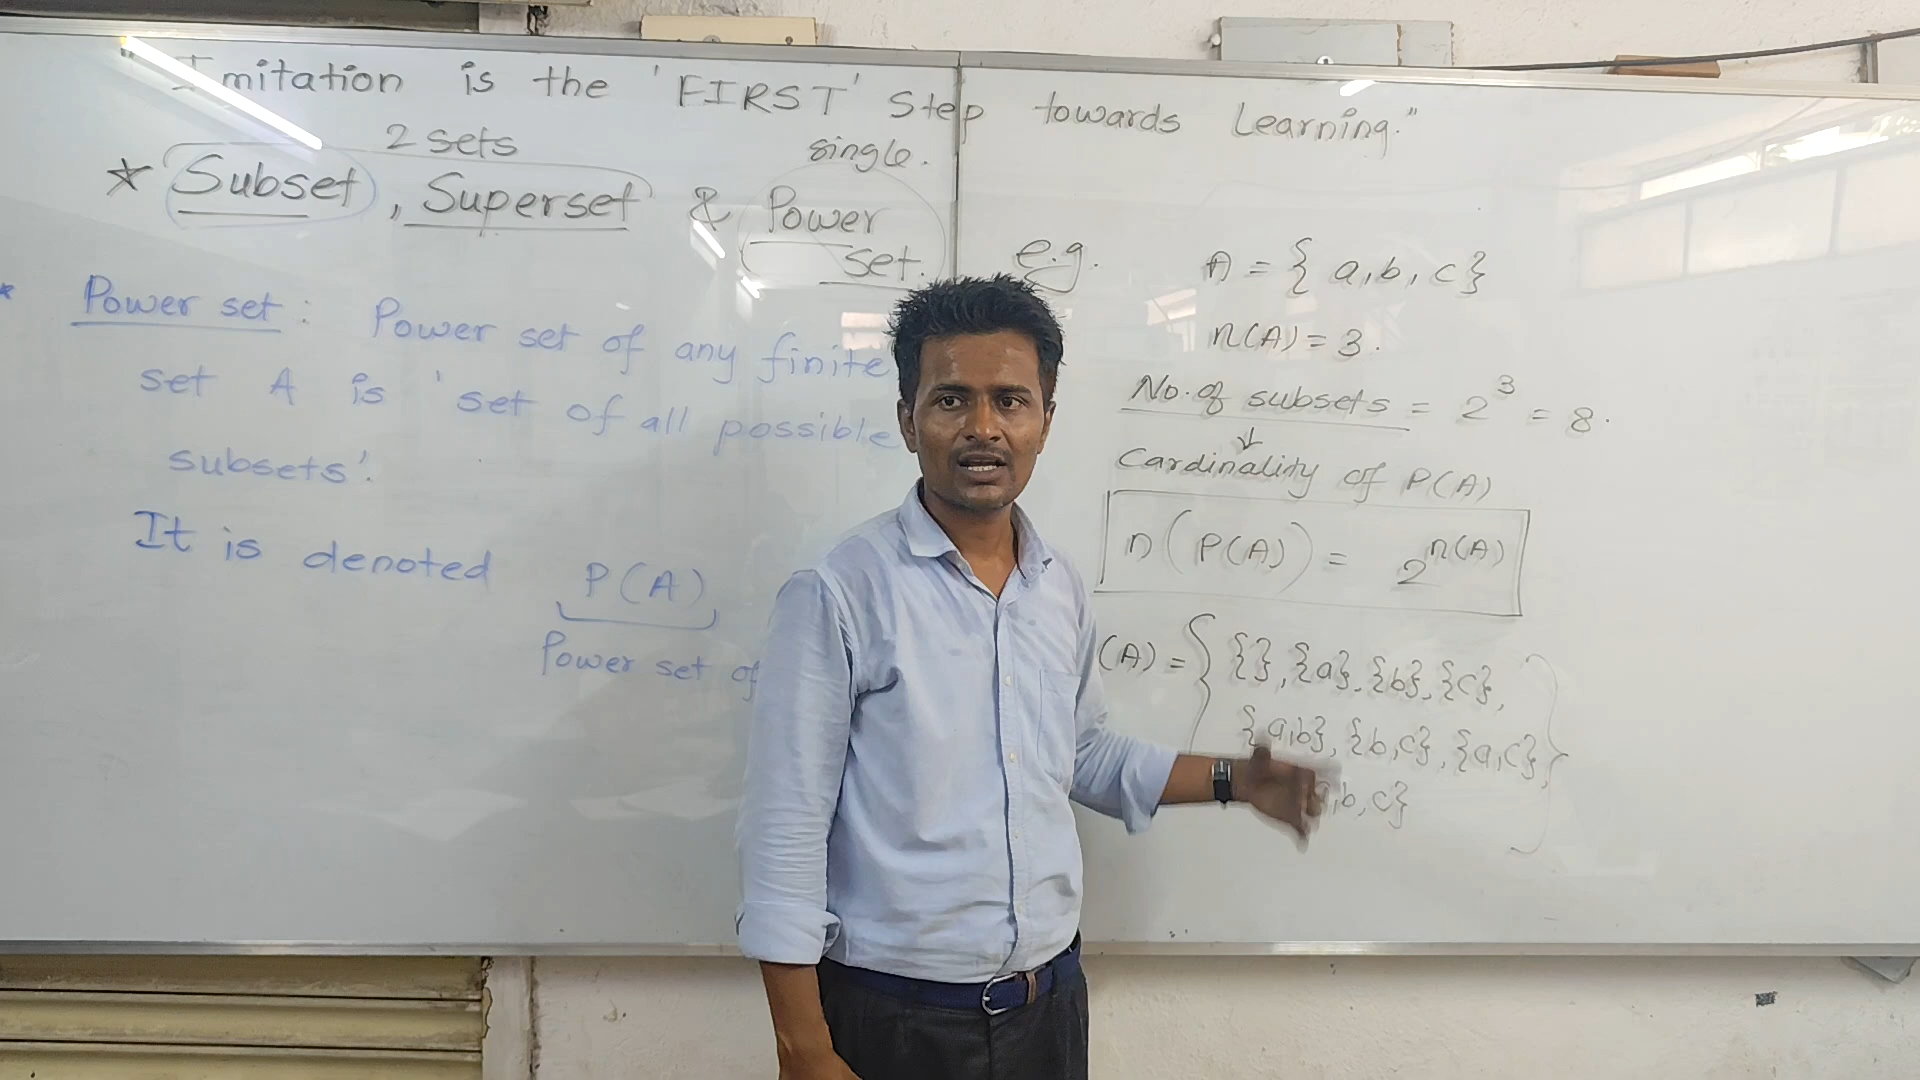 "Imitation is the 'FIRST' Step towards Learning."
2 sets single.
* Subset, Superset & Power set.
* Power set : Power set of any finite
set A is 'set of all possible
subsets'.
It is denoted P(A)
Power set of
e.g. A = { a, b, c }
n(A) = 3.
No. of subsets = 2³ = 8.
↓
Cardinality of P(A)
n(P(A)) = 2^n(A)
(A) = { {}, {a}, {b}, {c},
{a,b}, {b,c}, {a,c},
,b,c} }